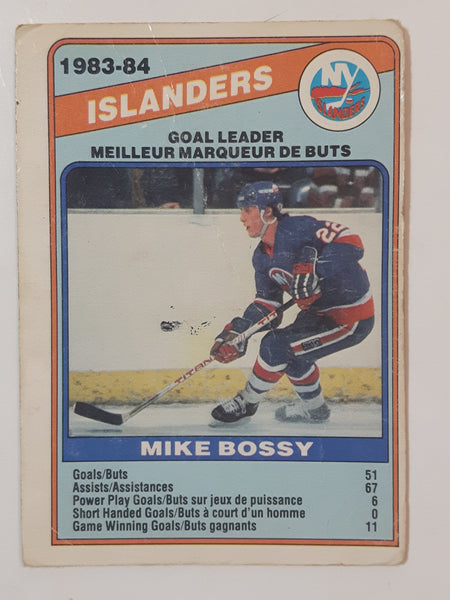 1983-84
ISLANDERS
NY
ISLANDERS
GOAL LEADER
MEILLEUR MARQUEUR DE BUTS
22
TITAN
MIKE BOSSY
Goals/Buts 51
Assists/Assistances 67
Power Play Goals/Buts sur jeux de puissance 6
Short Handed Goals/Buts à court d'un homme 0
Game Winning Goals/Buts gagnants 11